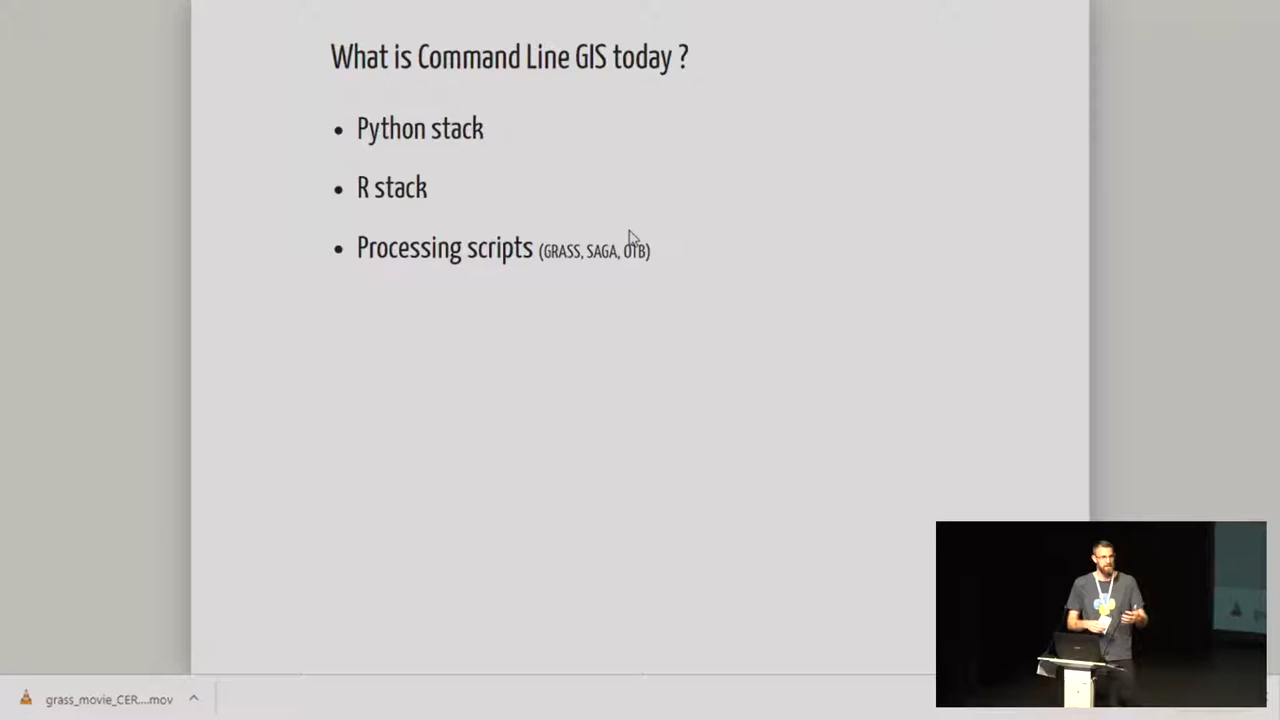 What is Command Line GIS today ?
• Python stack
• R stack
• Processing scripts (GRASS, SAGA, OTB)
grass_movie_CER....mov